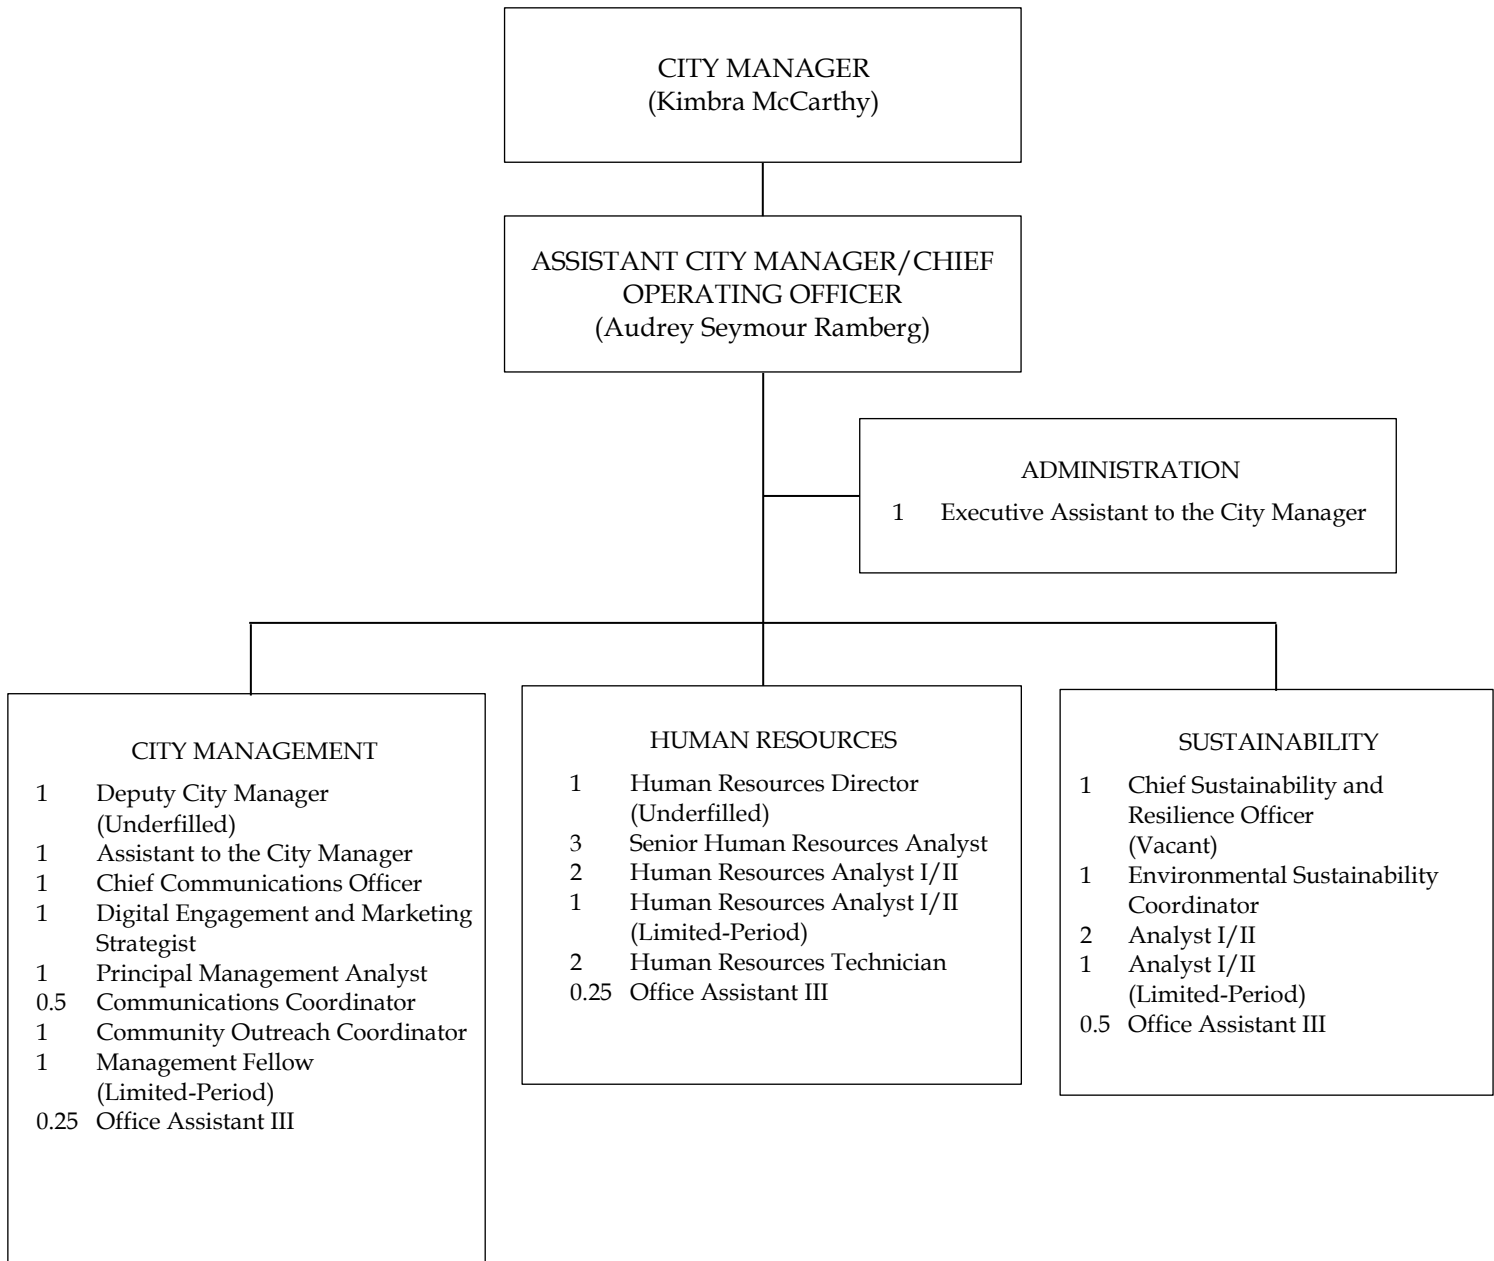 CITY MANAGER
(Kimbra McCarthy)
ASSISTANT CITY MANAGER/CHIEF
OPERATING OFFICER
(Audrey Seymour Ramberg)
ADMINISTRATION
1 Executive Assistant to the City Manager
CITY MANAGEMENT
1 Deputy City Manager
(Underfilled)
1 Assistant to the City Manager
1 Chief Communications Officer
1 Digital Engagement and Marketing
Strategist
1 Principal Management Analyst
0.5 Communications Coordinator
1 Community Outreach Coordinator
1 Management Fellow
(Limited-Period)
0.25 Office Assistant III
HUMAN RESOURCES
1 Human Resources Director
(Underfilled)
3 Senior Human Resources Analyst
2 Human Resources Analyst I/II
1 Human Resources Analyst I/II
(Limited-Period)
2 Human Resources Technician
0.25 Office Assistant III
SUSTAINABILITY
1 Chief Sustainability and
Resilience Officer
(Vacant)
1 Environmental Sustainability
Coordinator
2 Analyst I/II
1 Analyst I/II
(Limited-Period)
0.5 Office Assistant III